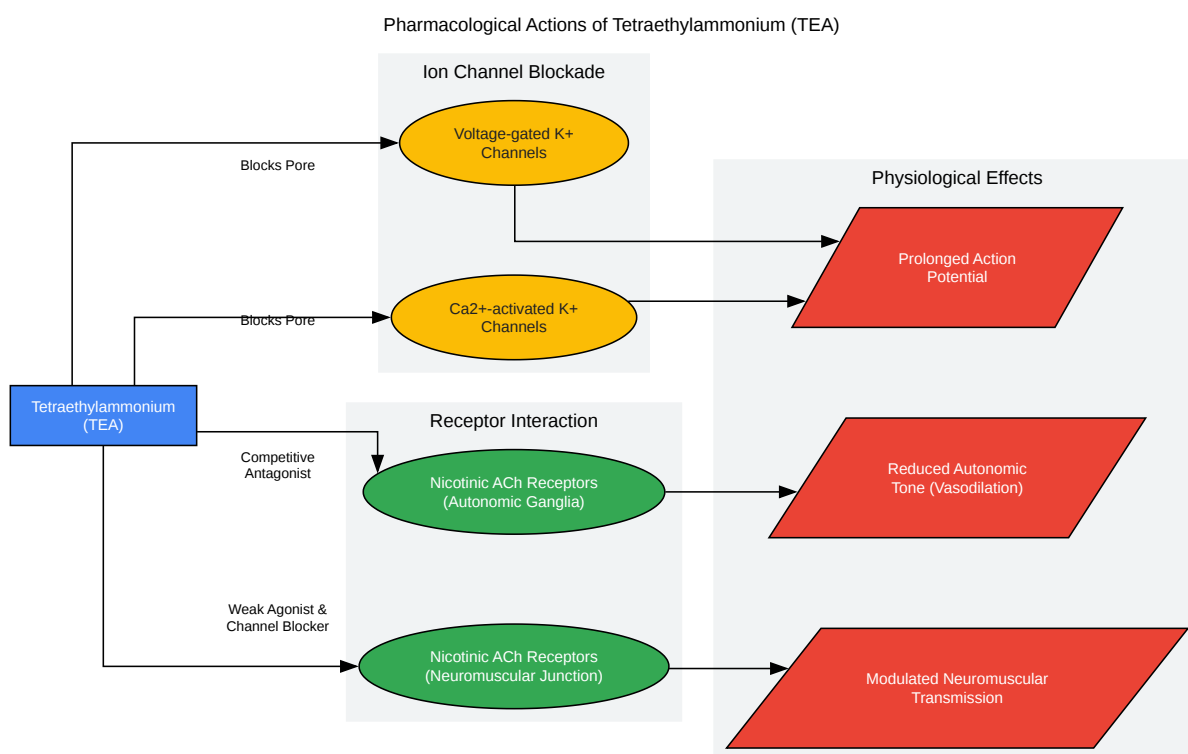 Pharmacological Actions of Tetraethylammonium (TEA)
Ion Channel Blockade
Voltage-gated K+
Channels
Blocks Pore
Physiological Effects
Prolonged Action
Potential
Ca2+-activated K+
Channels
Blocks Pore
Tetraethylammonium
(TEA)
Receptor Interaction
Competitive
Antagonist
Nicotinic ACh Receptors
(Autonomic Ganglia)
Reduced Autonomic
Tone (Vasodilation)
Weak Agonist &
Channel Blocker
Nicotinic ACh Receptors
(Neuromuscular Junction)
Modulated Neuromuscular
Transmission